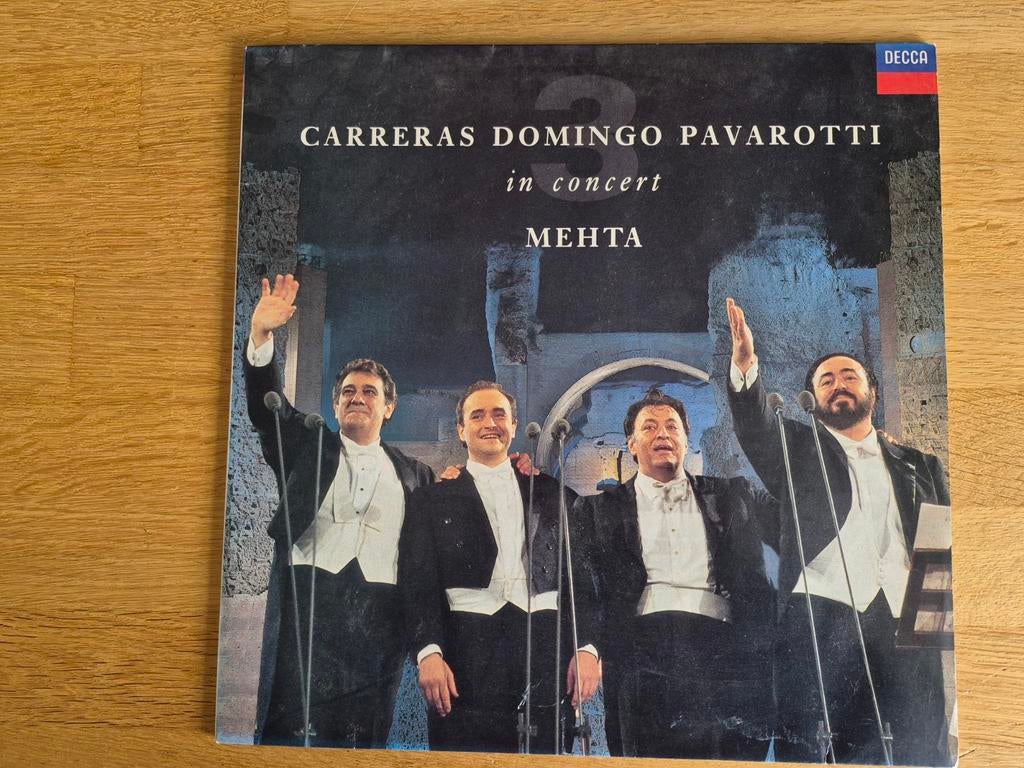 DECCA
3
CARRERAS DOMINGO PAVAROTTI
in concert
MEHTA